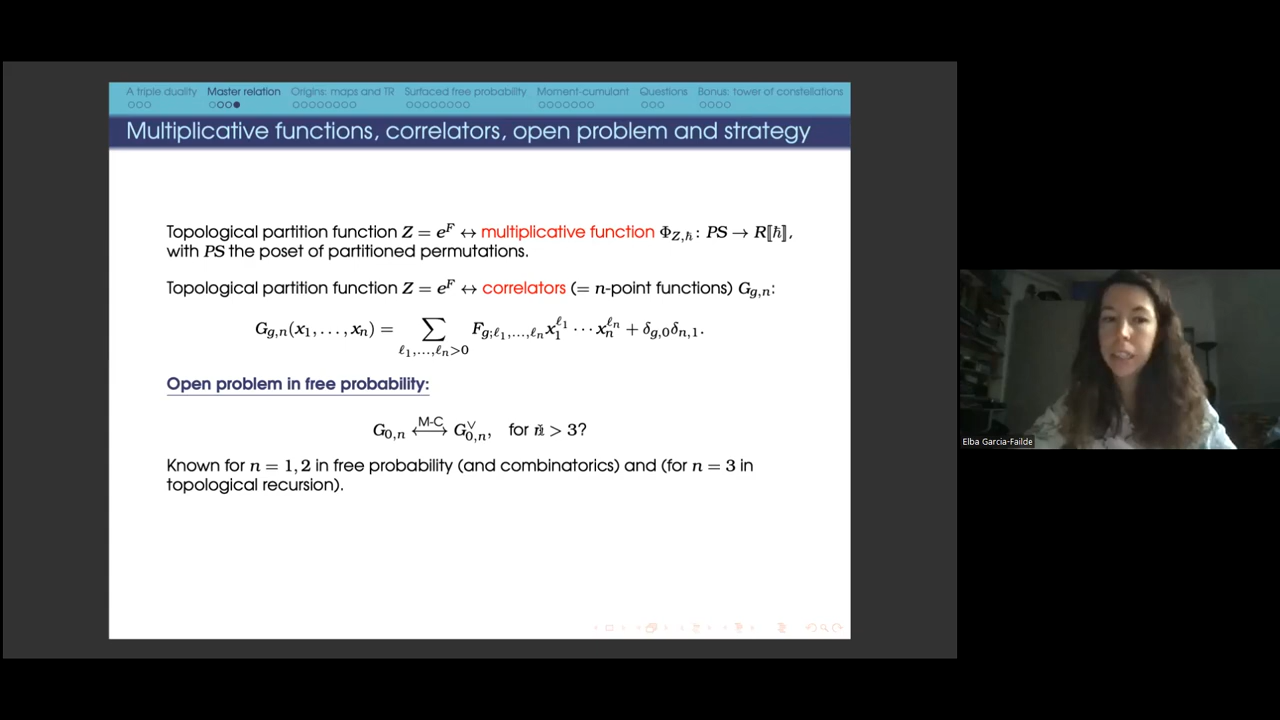 A triple duality Master relation Origins: maps and TR Surfaced free probability Moment-cumulant Questions Bonus: tower of constellations
Multiplicative functions, correlators, open problem and strategy
Topological partition function Z = e^F ↔ multiplicative function Φ_{Z,ħ}: PS → R[[ħ]],
with PS the poset of partitioned permutations.
Topological partition function Z = e^F ↔ correlators (= n-point functions) G_{g,n}:
G_{g,n}(x_1, . . . , x_n) = ∑_{ℓ_1,...,ℓ_n>0} F_{g;ℓ_1,...,ℓ_n} x_1^{ℓ_1} ··· x_n^{ℓ_n} + δ_{g,0}δ_{n,1}.
Open problem in free probability:
G_{0,n} ⟷^{M-C} G^∨_{0,n}, for n > 3?
Known for n = 1, 2 in free probability (and combinatorics) and (for n = 3 in
topological recursion).
Elba Garcia-Failde